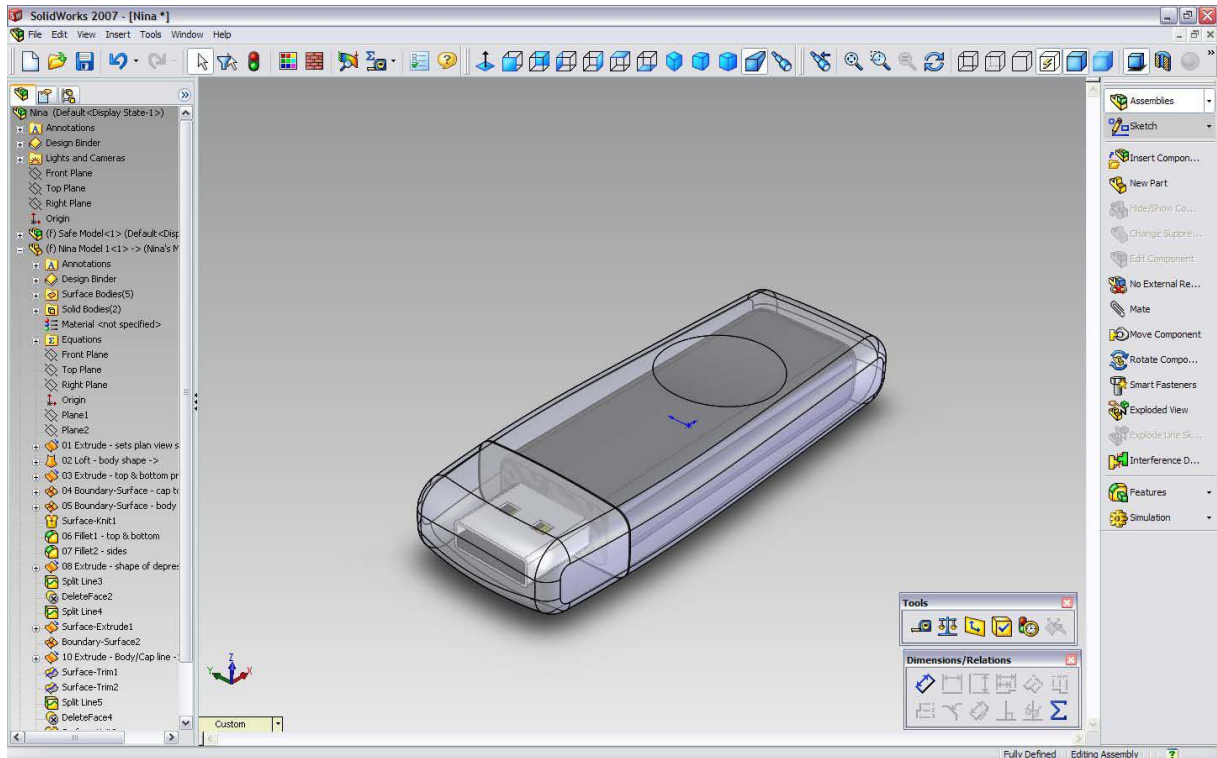 SolidWorks 2007 - [Nina *]
File Edit View Insert Tools Window Help
Nina (Default<Display State-1>)
Annotations
Design Binder
Lights and Cameras
Front Plane
Top Plane
Right Plane
Origin
(f) Safe Model<1> (Default<Disp
(f) Nina Model 1<1> -> (Nina's M
Annotations
Design Binder
Surface Bodies(5)
Solid Bodies(2)
Material <not specified>
Equations
Front Plane
Top Plane
Right Plane
Origin
Plane1
Plane2
01 Extrude - sets plan view s
02 Loft - body shape ->
03 Extrude - top & bottom pr
04 Boundary-Surface - cap to
05 Boundary-Surface - body
Surface-Knit1
06 Fillet1 - top & bottom
07 Fillet2 - sides
08 Extrude - shape of depres
Split Line3
DeleteFace2
Split Line4
Surface-Extrude1
Boundary-Surface2
10 Extrude - Body/Cap line -
Surface-Trim1
Surface-Trim2
Split Line5
DeleteFace4
Z
Y
X
Custom
Assemblies
Sketch
Insert Compon...
New Part
Hide/Show Co...
Change Suppre...
Edit Component
No External Re...
Mate
Move Component
Rotate Compo...
Smart Fasteners
Exploded View
Explode Line Sk...
Interference D...
Features
Simulation
Tools
Dimensions/Relations
Fully Defined Editing Assembly